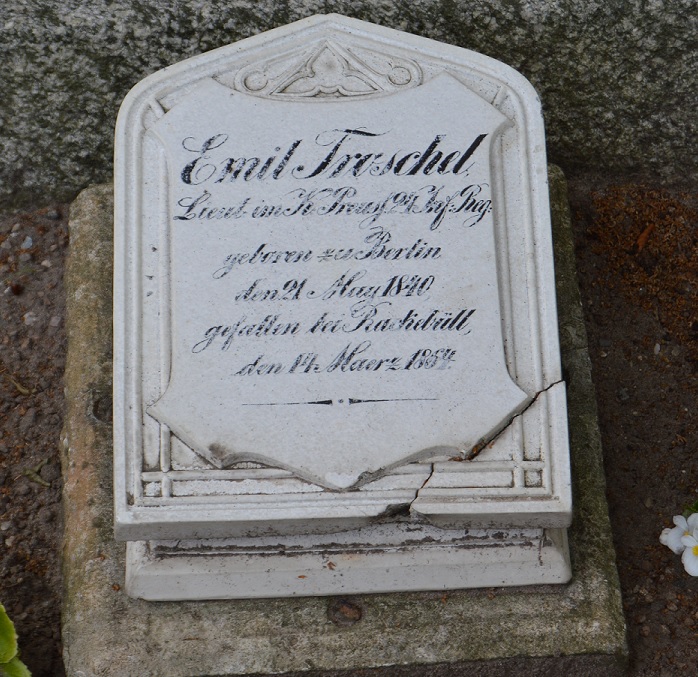 Emil Troschel,
Lieut im K. Preuss. 24 Inf. Reg.
geboren zu Berlin
den 21. May 1840
gefallen bei Rackebüll,
den 14. Maerz 1864.